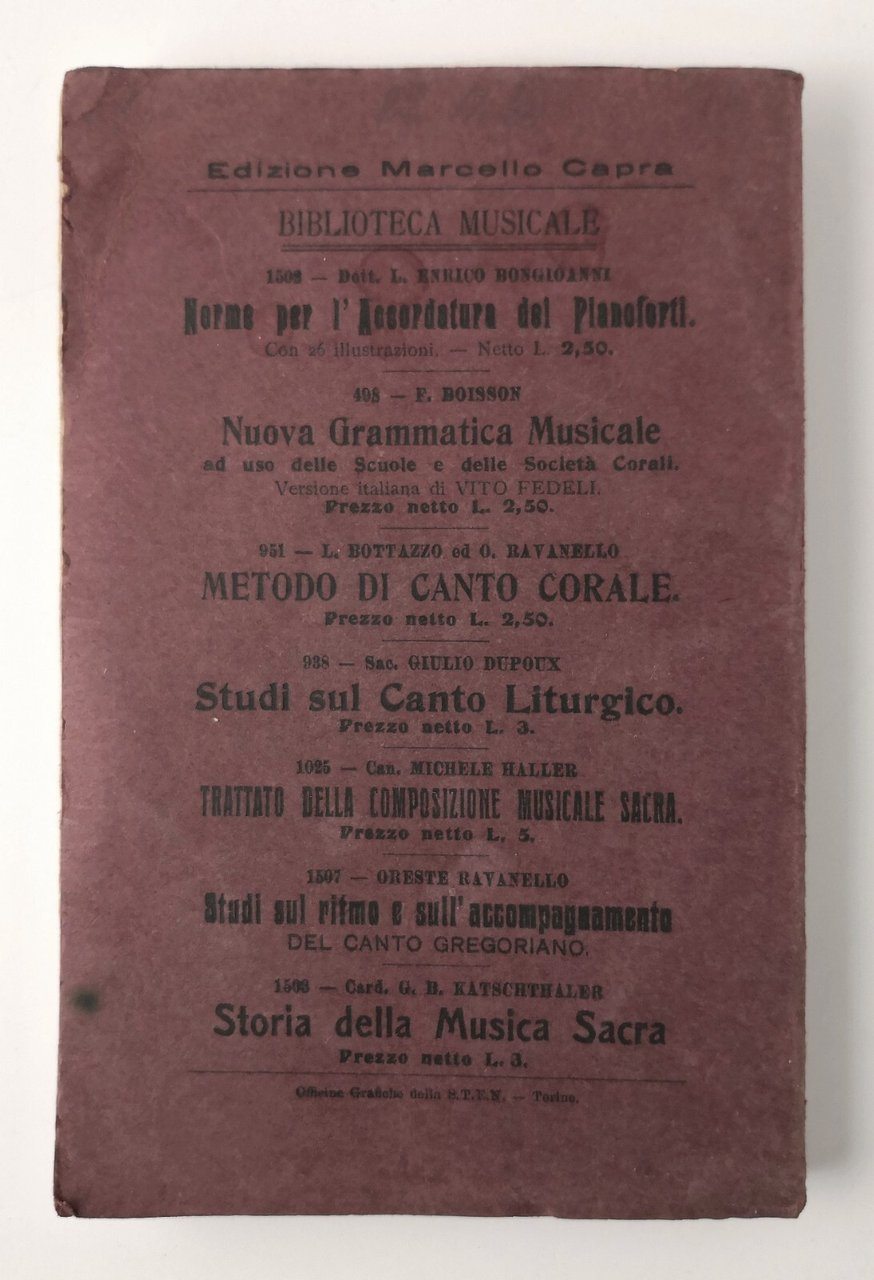 Edizione Marcello Capra
BIBLIOTECA MUSICALE
— Dott. L. ENRICO BONGIOANNI
Norme per l'Accordatura dei Pianoforti.
Con 26 illustrazioni. — Netto L. 2,50.
498 — F. BOISSON
Nuova Grammatica Musicale
ad uso delle Scuole e delle Società Corali.
Versione italiana di VITO FEDELI.
Prezzo netto L. 2,50.
951 — L. BOTTAZZO ed O. RAVANELLO
METODO DI CANTO CORALE.
Prezzo netto L. 2,50.
938 — Sac. GIULIO DUPOUX
Studi sul Canto Liturgico.
Prezzo netto L. 3.
1025 — Can. MICHELE HALLER
TRATTATO DELLA COMPOSIZIONE MUSICALE SACRA.
Prezzo netto L. 5.
1507 — ORESTE RAVANELLO
Studi sul ritmo e sull'accompagnamento
DEL CANTO GREGORIANO.
— Card. G. B. KATSCHTHALER
Storia della Musica Sacra
Prezzo netto L. 3.
Officine Grafiche della S.T.E.N. — Torino.